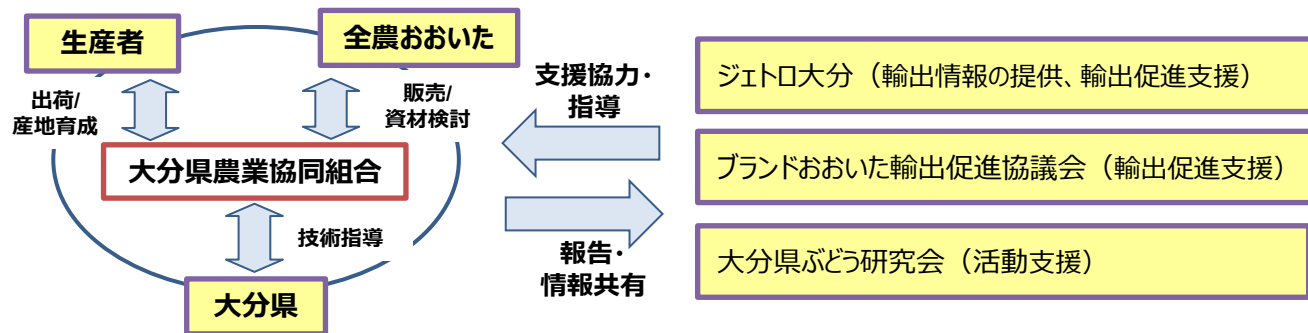 生産者
全農おおいた
出荷/
産地育成
販売/
資材検討
大分県農業協同組合
技術指導
大分県
支援協力・
指導
報告・
情報共有
ジェトロ大分（輸出情報の提供、輸出促進支援）
ブランドおおいた輸出促進協議会（輸出促進支援）
大分県ぶどう研究会（活動支援）